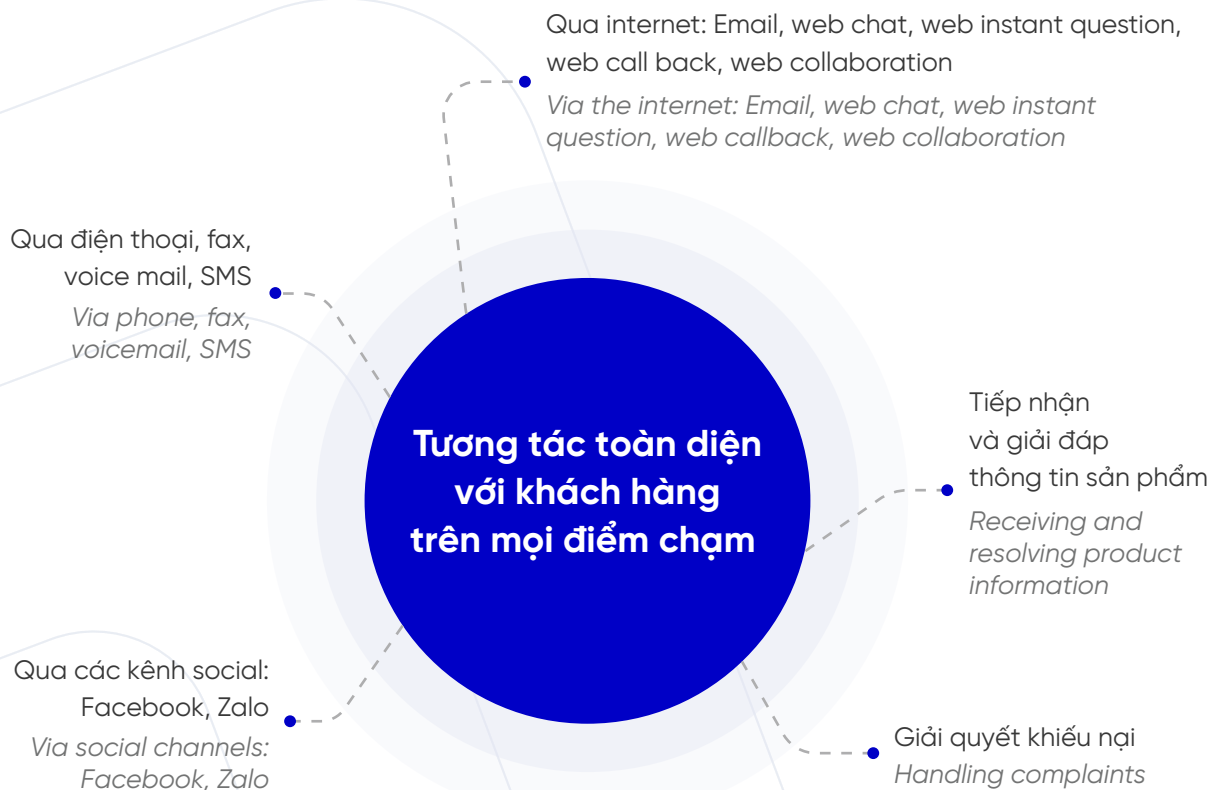 Qua internet: Email, web chat, web instant question,
web call back, web collaboration
Via the internet: Email, web chat, web instant
question, web callback, web collaboration
Qua điện thoại, fax,
voice mail, SMS
Via phone, fax,
voicemail, SMS
Tương tác toàn diện
với khách hàng
trên mọi điểm chạm
Tiếp nhận
và giải đáp
thông tin sản phẩm
Receiving and
resolving product
information
Qua các kênh social:
Facebook, Zalo
Via social channels:
Facebook, Zalo
Giải quyết khiếu nại
Handling complaints